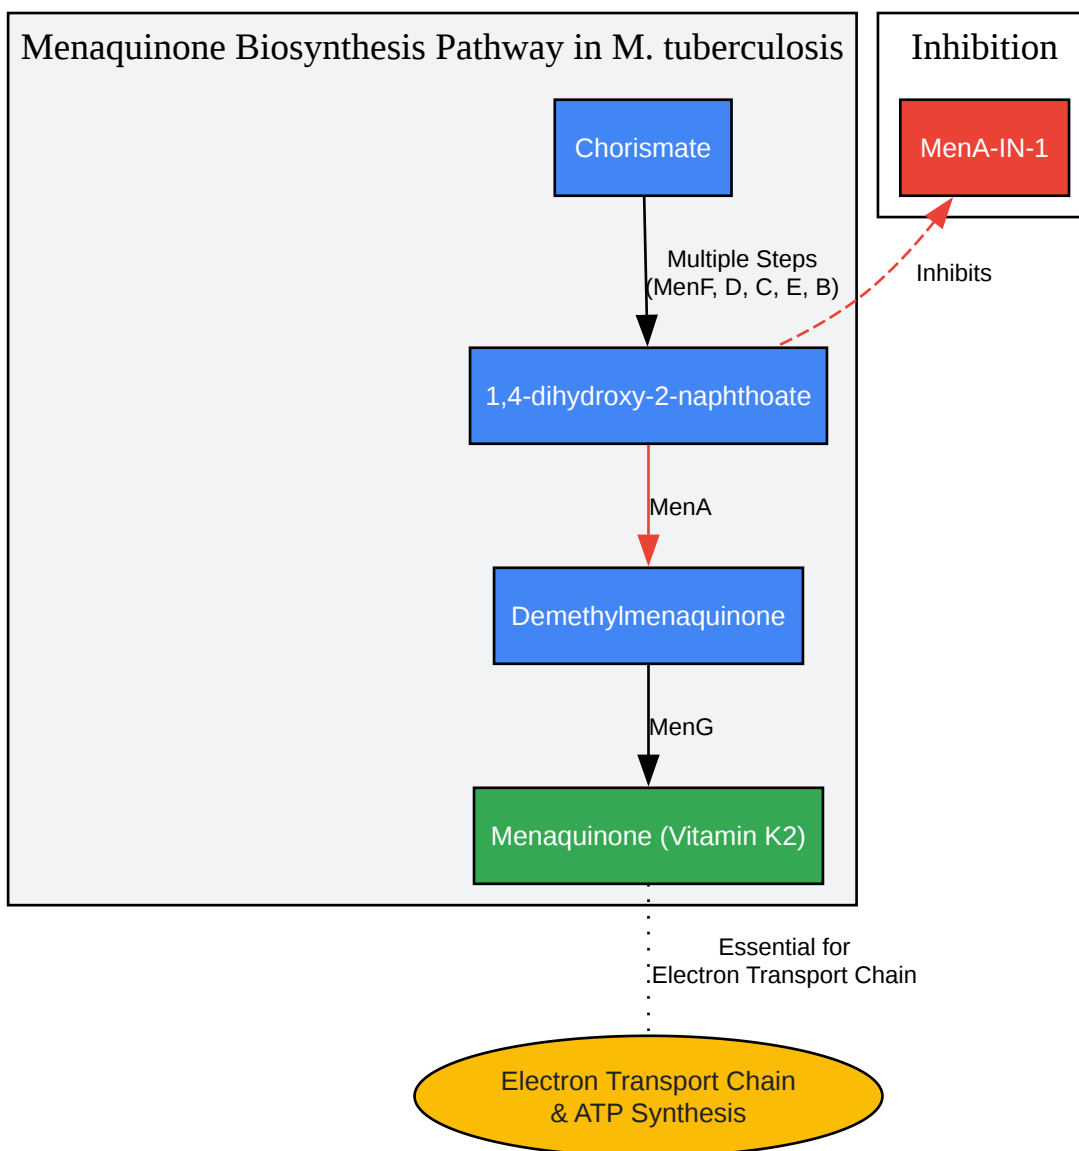 Menaquinone Biosynthesis Pathway in M. tuberculosis
Inhibition
Chorismate
MenA-IN-1
Multiple Steps
(MenF, D, C, E, B)
Inhibits
1,4-dihydroxy-2-naphthoate
MenA
Demethylmenaquinone
MenG
Menaquinone (Vitamin K2)
Essential for
Electron Transport Chain
Electron Transport Chain
& ATP Synthesis